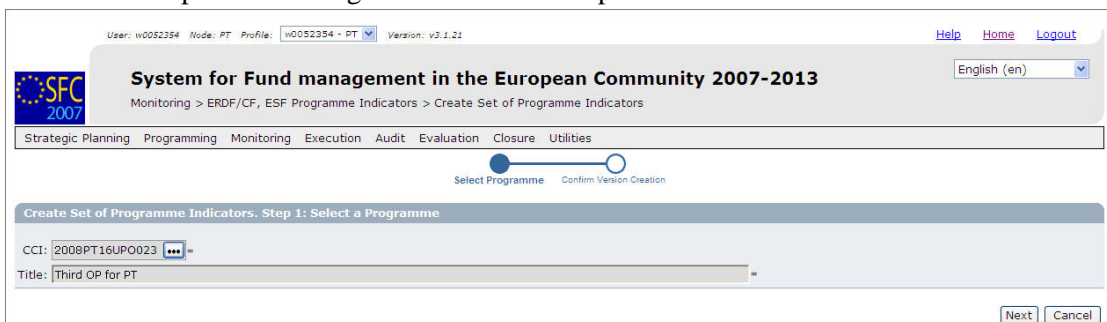 User: w0052354 Node: PT Profile: w0052354 - PT Version: v3.1.21 Help Home Logout
English (en)
SFC 2007
System for Fund management in the European Community 2007-2013
Monitoring > ERDF/CF, ESF Programme Indicators > Create Set of Programme Indicators
Strategic Planning Programming Monitoring Execution Audit Evaluation Closure Utilities
Select Programme Confirm Version Creation
Create Set of Programme Indicators. Step 1: Select a Programme
CCI: 2008PT16UPO023 ...
Title: Third OP for PT
Next Cancel